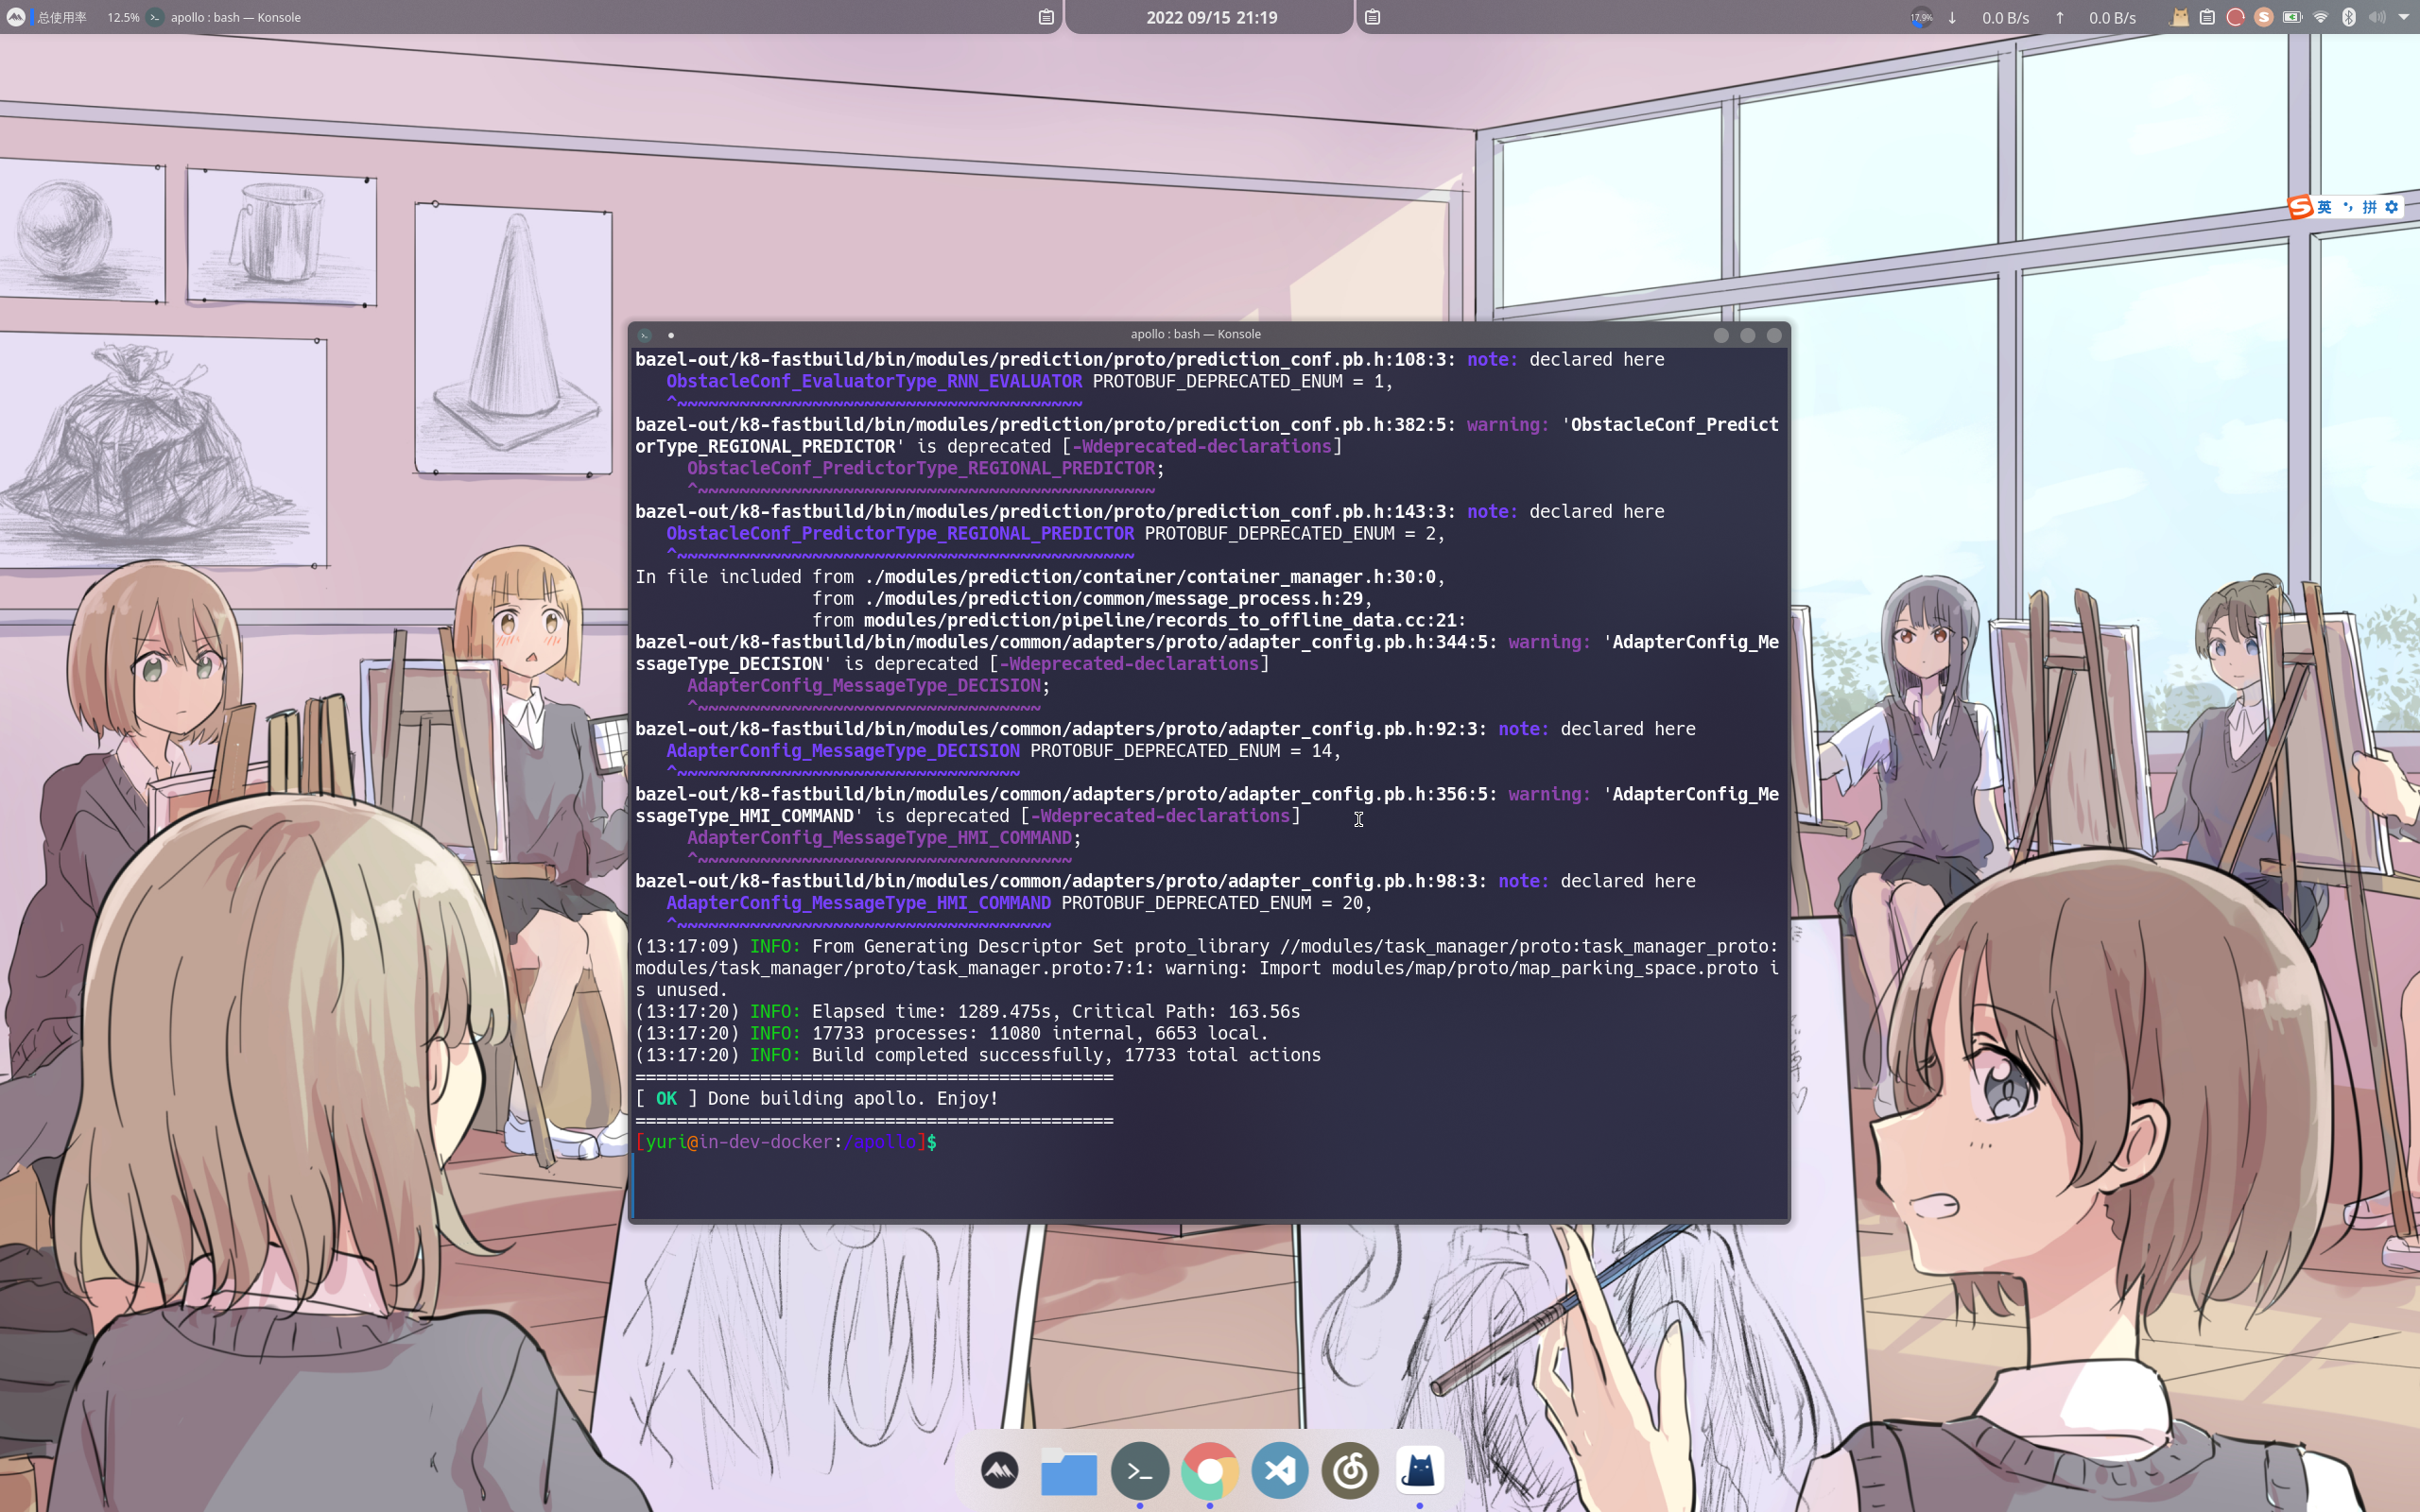 总使用率 12.5% apollo : bash — Konsole
2022 09/15 21:19
17.9% ↓ 0.0 B/s ↑ 0.0 B/s
英 拼
apollo : bash — Konsole
bazel-out/k8-fastbuild/bin/modules/prediction/proto/prediction_conf.pb.h:108:3: note: declared here
ObstacleConf_EvaluatorType_RNN_EVALUATOR PROTOBUF_DEPRECATED_ENUM = 1,
^~~~~~~~~~~~~~~~~~~~~~~~~~~~~~~~~~~~~~~~
bazel-out/k8-fastbuild/bin/modules/prediction/proto/prediction_conf.pb.h:382:5: warning: 'ObstacleConf_Predict
orType_REGIONAL_PREDICTOR' is deprecated [-Wdeprecated-declarations]
ObstacleConf_PredictorType_REGIONAL_PREDICTOR;
^~~~~~~~~~~~~~~~~~~~~~~~~~~~~~~~~~~~~~~~~~~~~
bazel-out/k8-fastbuild/bin/modules/prediction/proto/prediction_conf.pb.h:143:3: note: declared here
ObstacleConf_PredictorType_REGIONAL_PREDICTOR PROTOBUF_DEPRECATED_ENUM = 2,
^~~~~~~~~~~~~~~~~~~~~~~~~~~~~~~~~~~~~~~~~~~~~
In file included from ./modules/prediction/container/container_manager.h:30:0,
from ./modules/prediction/common/message_process.h:29,
from modules/prediction/pipeline/records_to_offline_data.cc:21:
bazel-out/k8-fastbuild/bin/modules/common/adapters/proto/adapter_config.pb.h:344:5: warning: 'AdapterConfig_Me
ssageType_DECISION' is deprecated [-Wdeprecated-declarations]
AdapterConfig_MessageType_DECISION;
^~~~~~~~~~~~~~~~~~~~~~~~~~~~~~~~~~
bazel-out/k8-fastbuild/bin/modules/common/adapters/proto/adapter_config.pb.h:92:3: note: declared here
AdapterConfig_MessageType_DECISION PROTOBUF_DEPRECATED_ENUM = 14,
^~~~~~~~~~~~~~~~~~~~~~~~~~~~~~~~~~
bazel-out/k8-fastbuild/bin/modules/common/adapters/proto/adapter_config.pb.h:356:5: warning: 'AdapterConfig_Me
ssageType_HMI_COMMAND' is deprecated [-Wdeprecated-declarations]
AdapterConfig_MessageType_HMI_COMMAND;
^~~~~~~~~~~~~~~~~~~~~~~~~~~~~~~~~~~~~
bazel-out/k8-fastbuild/bin/modules/common/adapters/proto/adapter_config.pb.h:98:3: note: declared here
AdapterConfig_MessageType_HMI_COMMAND PROTOBUF_DEPRECATED_ENUM = 20,
^~~~~~~~~~~~~~~~~~~~~~~~~~~~~~~~~~~~~
(13:17:09) INFO: From Generating Descriptor Set proto_library //modules/task_manager/proto:task_manager_proto:
modules/task_manager/proto/task_manager.proto:7:1: warning: Import modules/map/proto/map_parking_space.proto i
s unused.
(13:17:20) INFO: Elapsed time: 1289.475s, Critical Path: 163.56s
(13:17:20) INFO: 17733 processes: 11080 internal, 6653 local.
(13:17:20) INFO: Build completed successfully, 17733 total actions
==============================================
[ OK ] Done building apollo. Enjoy!
==============================================
[yuri@in-dev-docker:/apollo]$